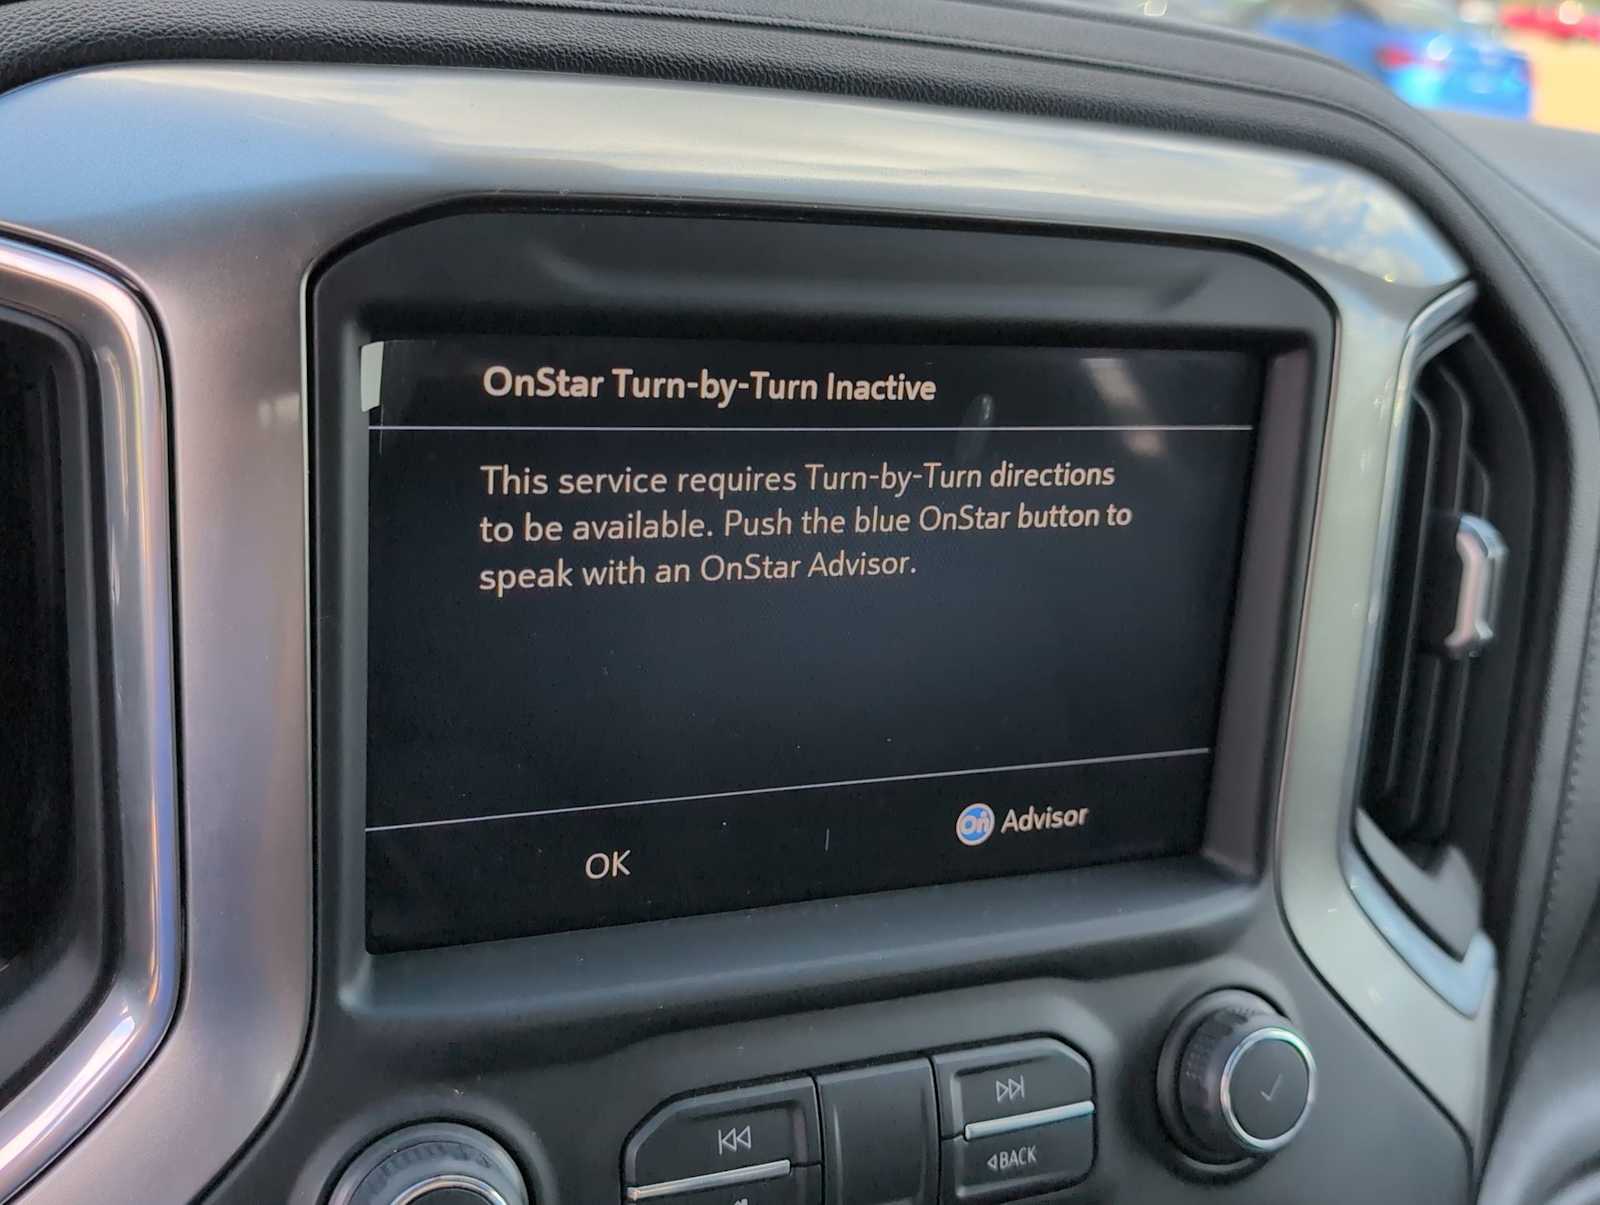 OnStar Turn-by-Turn Inactive
This service requires Turn-by-Turn directions
to be available. Push the blue OnStar button to
speak with an OnStar Advisor.
OK
On Advisor
BACK